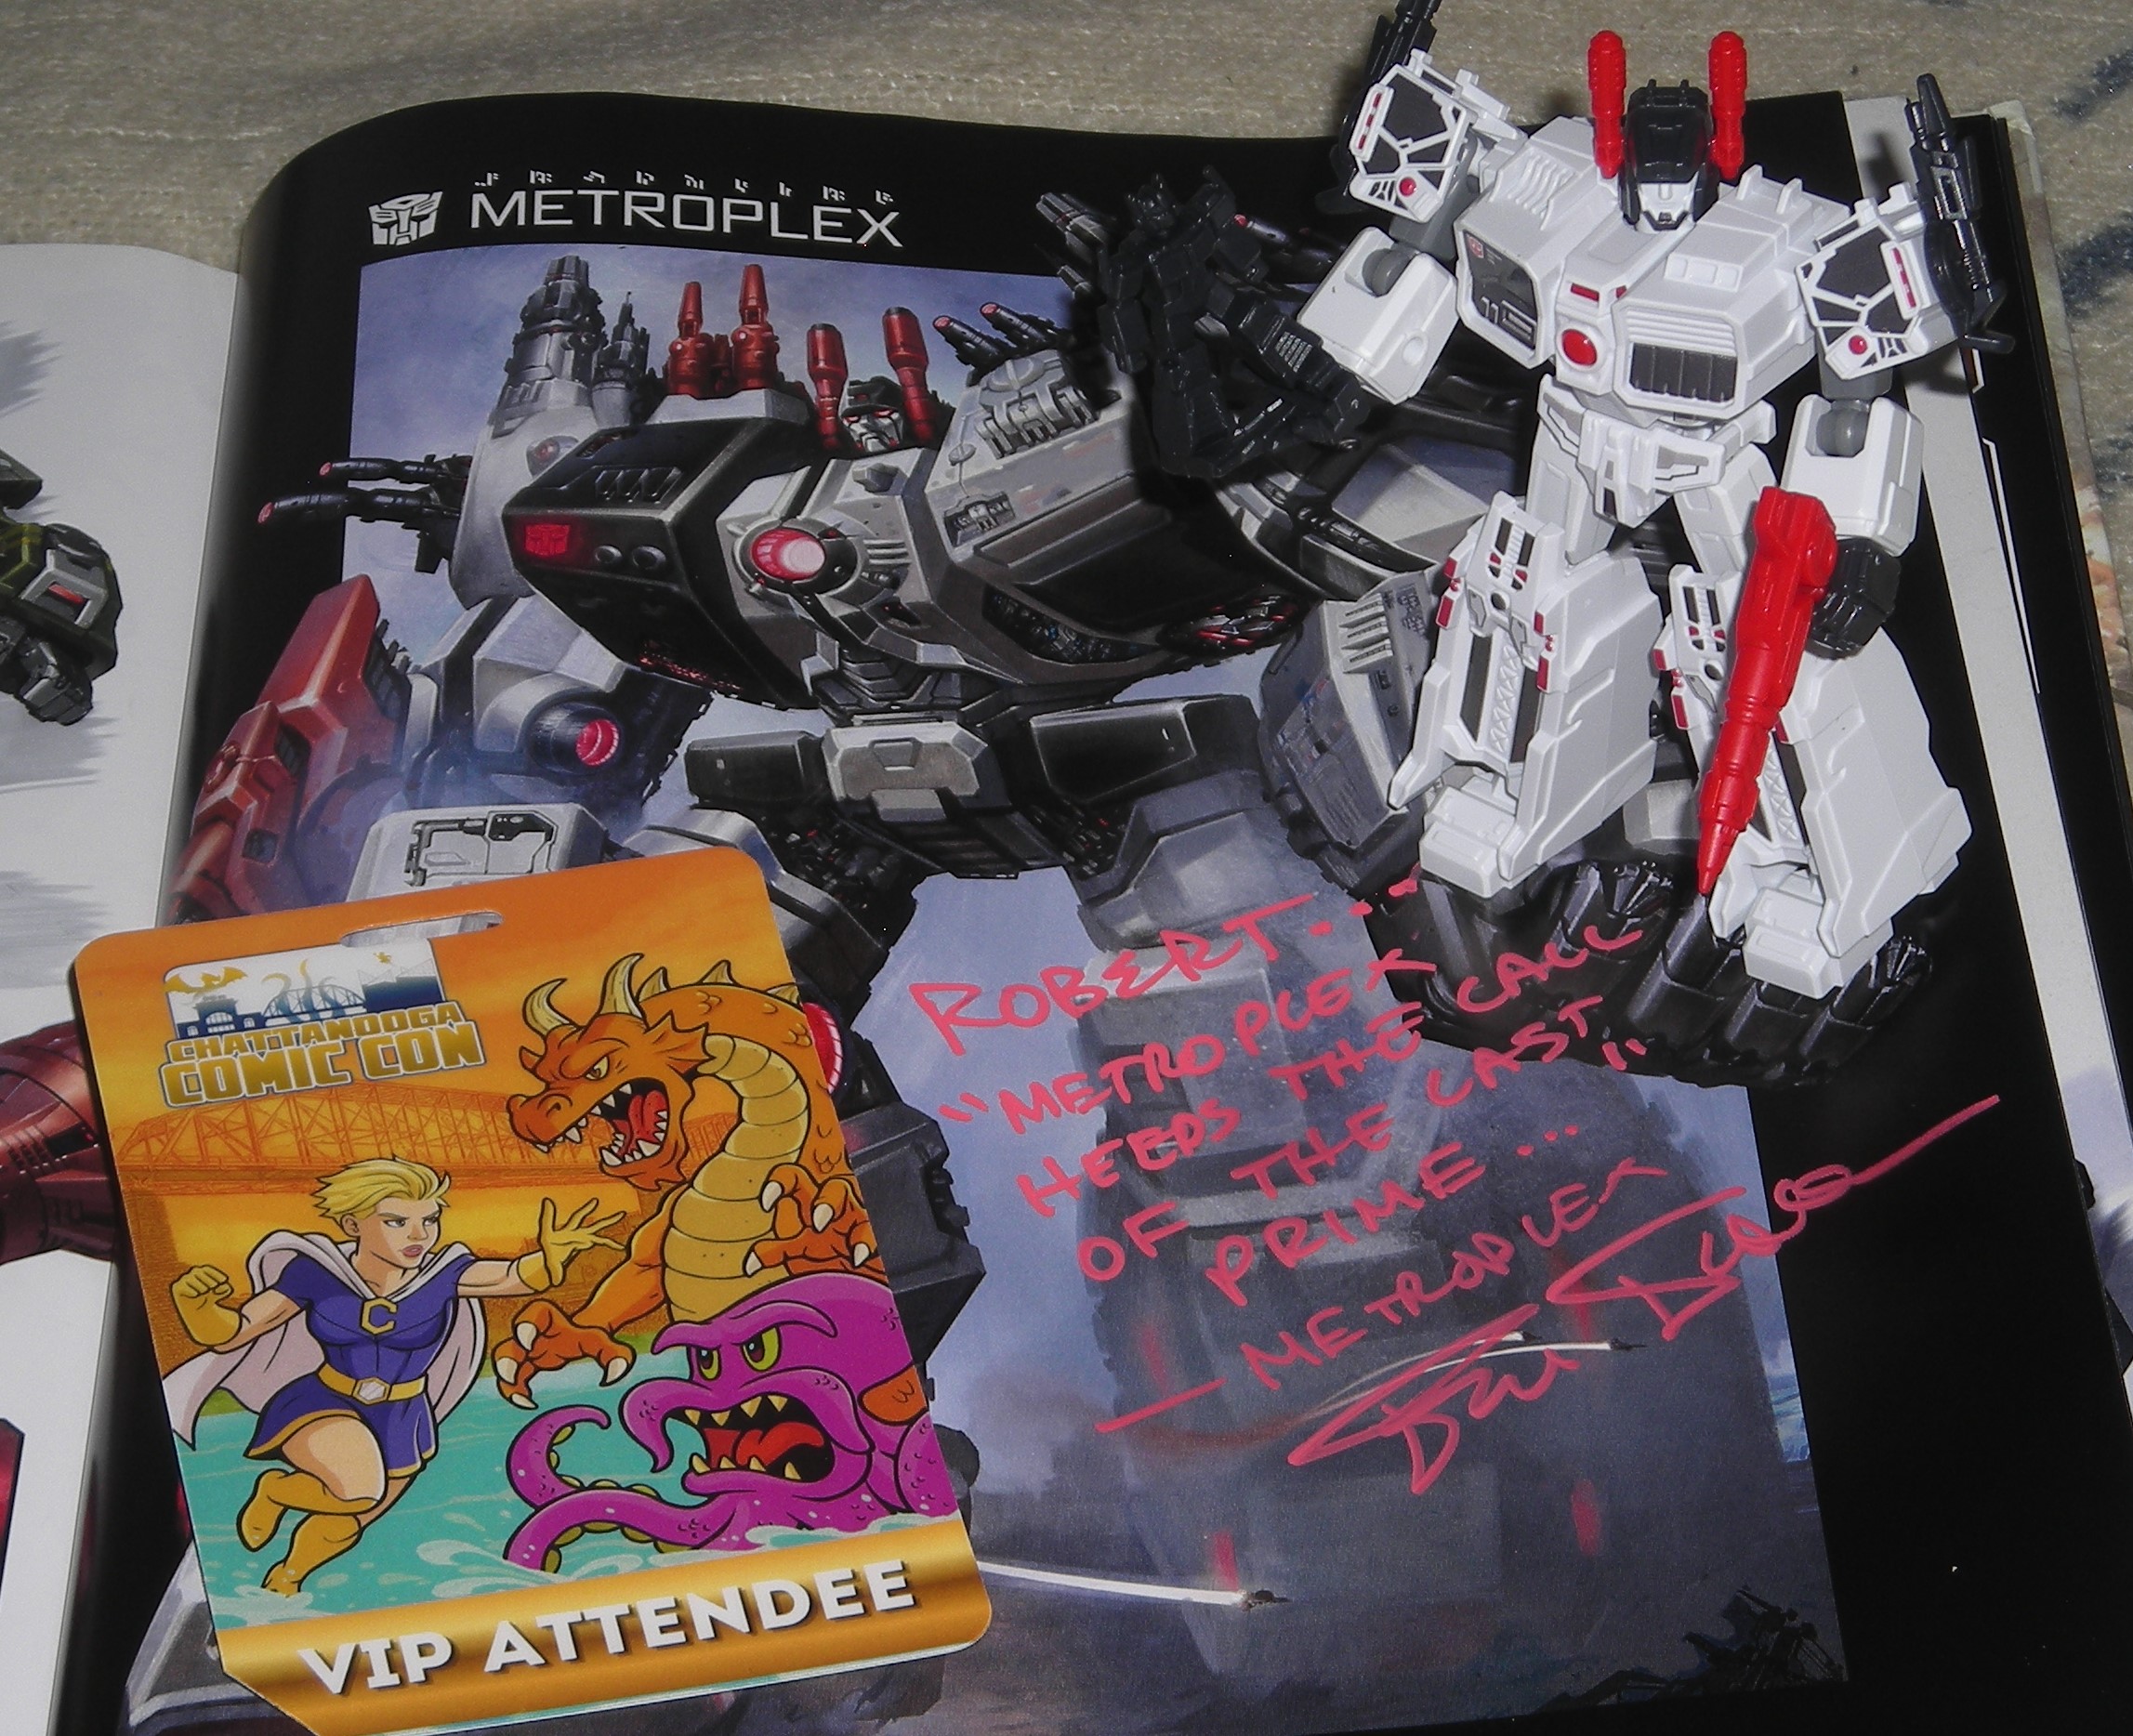 METROPLEX
ROBERT...
"METROPLEX
HEEDS THE CALL
OF THE LAST
PRIME..."
— METROPLEX
CHATTANOOGA
COMIC CON
C
VIP ATTENDEE